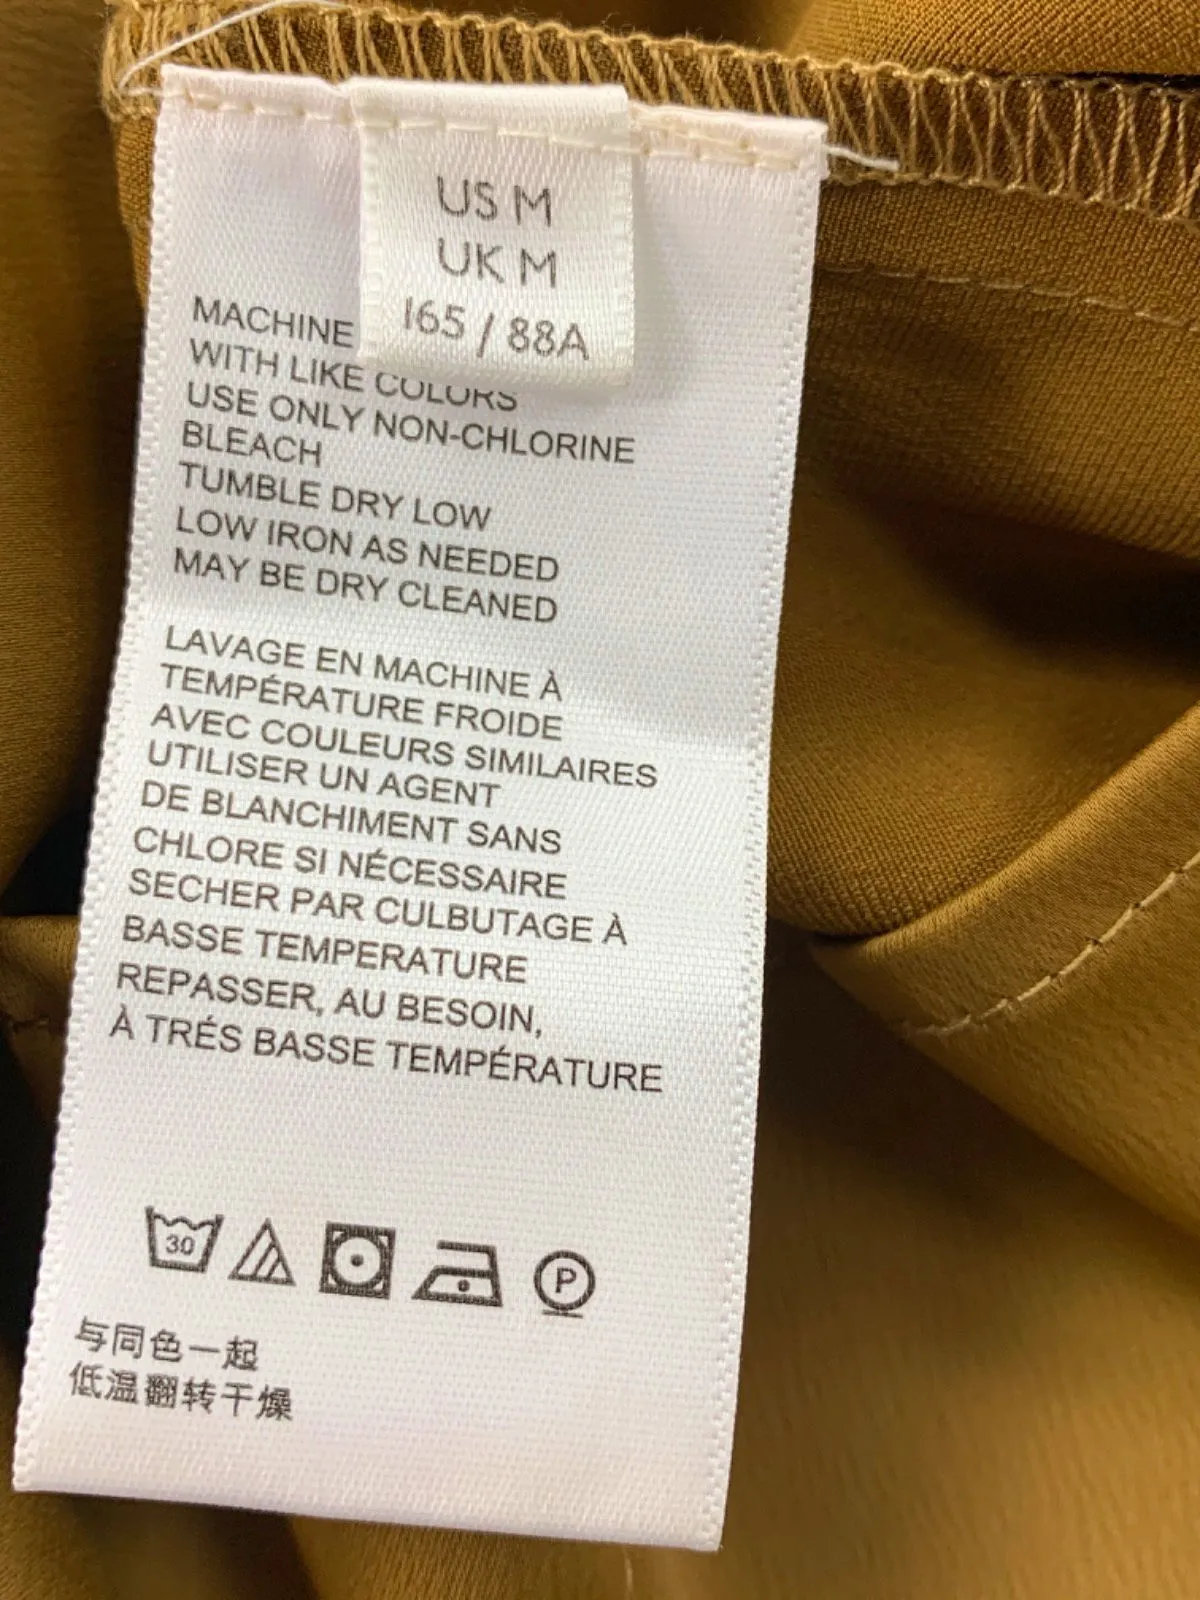 US M
UK M
165 / 88A
MACHINE
WITH LIKE COLORS
USE ONLY NON-CHLORINE
BLEACH
TUMBLE DRY LOW
LOW IRON AS NEEDED
MAY BE DRY CLEANED
LAVAGE EN MACHINE À
TEMPÉRATURE FROIDE
AVEC COULEURS SIMILAIRES
UTILISER UN AGENT
DE BLANCHIMENT SANS
CHLORE SI NÉCESSAIRE
SECHER PAR CULBUTAGE À
BASSE TEMPERATURE
REPASSER, AU BESOIN,
À TRÉS BASSE TEMPÉRATURE
30 P
与同色一起
低温翻转干燥